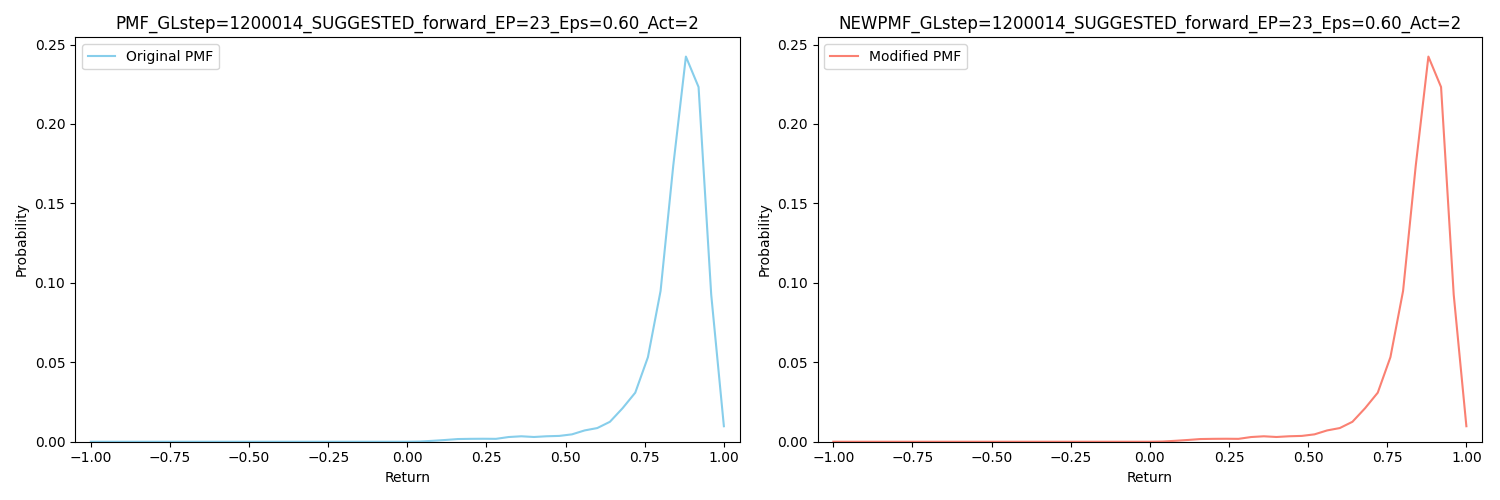 PMF_GLstep=1200014_SUGGESTED_forward_EP=23_Eps=0.60_Act=2
Original PMF
0.25
0.20
0.15
0.10
0.05
0.00
Probability
−1.00 −0.75 −0.50 −0.25 0.00 0.25 0.50 0.75 1.00
Return
NEWPMF_GLstep=1200014_SUGGESTED_forward_EP=23_Eps=0.60_Act=2
Modified PMF
0.25
0.20
0.15
0.10
0.05
0.00
Probability
−1.00 −0.75 −0.50 −0.25 0.00 0.25 0.50 0.75 1.00
Return